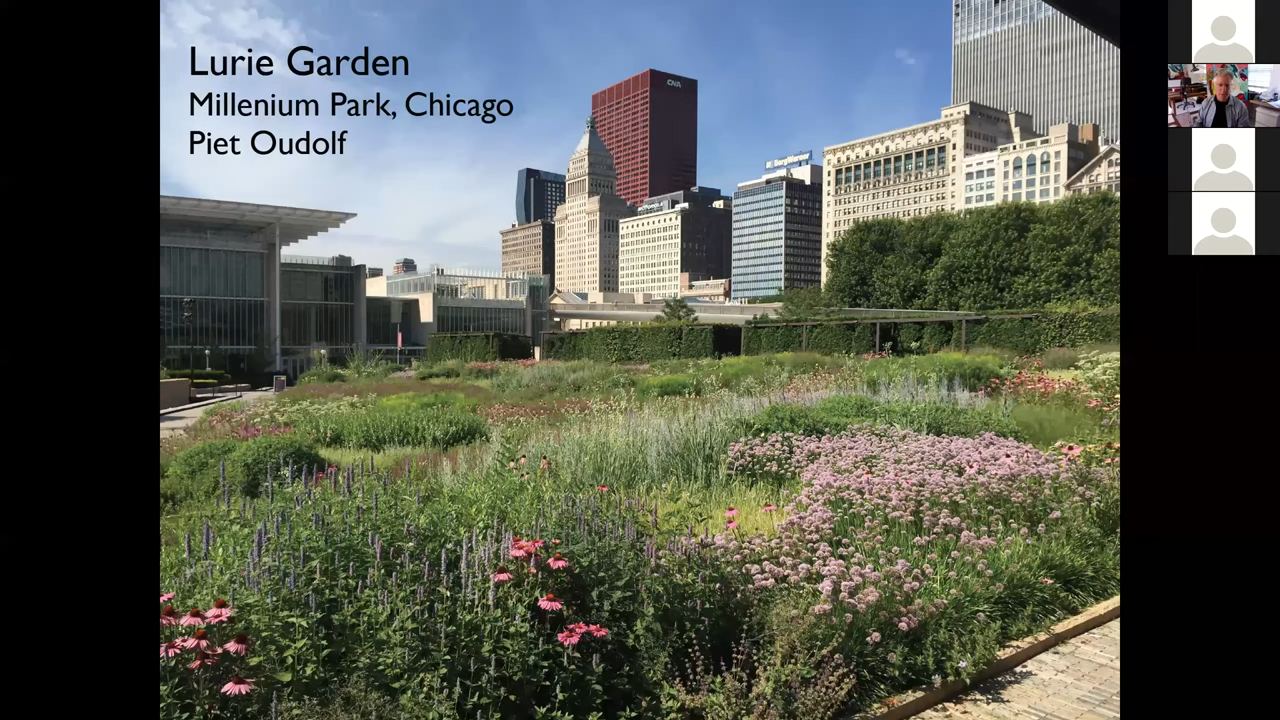 Lurie Garden
Millenium Park, Chicago
Piet Oudolf
CNA
BorgWarner